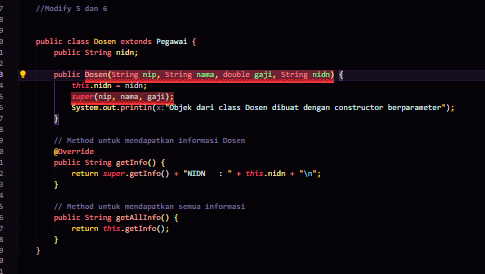 //Modify 5 dan 6
public class Dosen extends Pegawai {
public String nidn;
public Dosen(String nip, String nama, double gaji, String nidn) {
this.nidn = nidn;
super(nip, nama, gaji);
System.out.println(x:"Objek dari class Dosen dibuat dengan constructor berparameter");
}
// Method untuk mendapatkan informasi Dosen
@Override
public String getInfo() {
return super.getInfo() + "NIDN   : " + this.nidn + "\n";
}
// Method untuk mendapatkan semua informasi
public String getAllInfo() {
return this.getInfo();
}
}